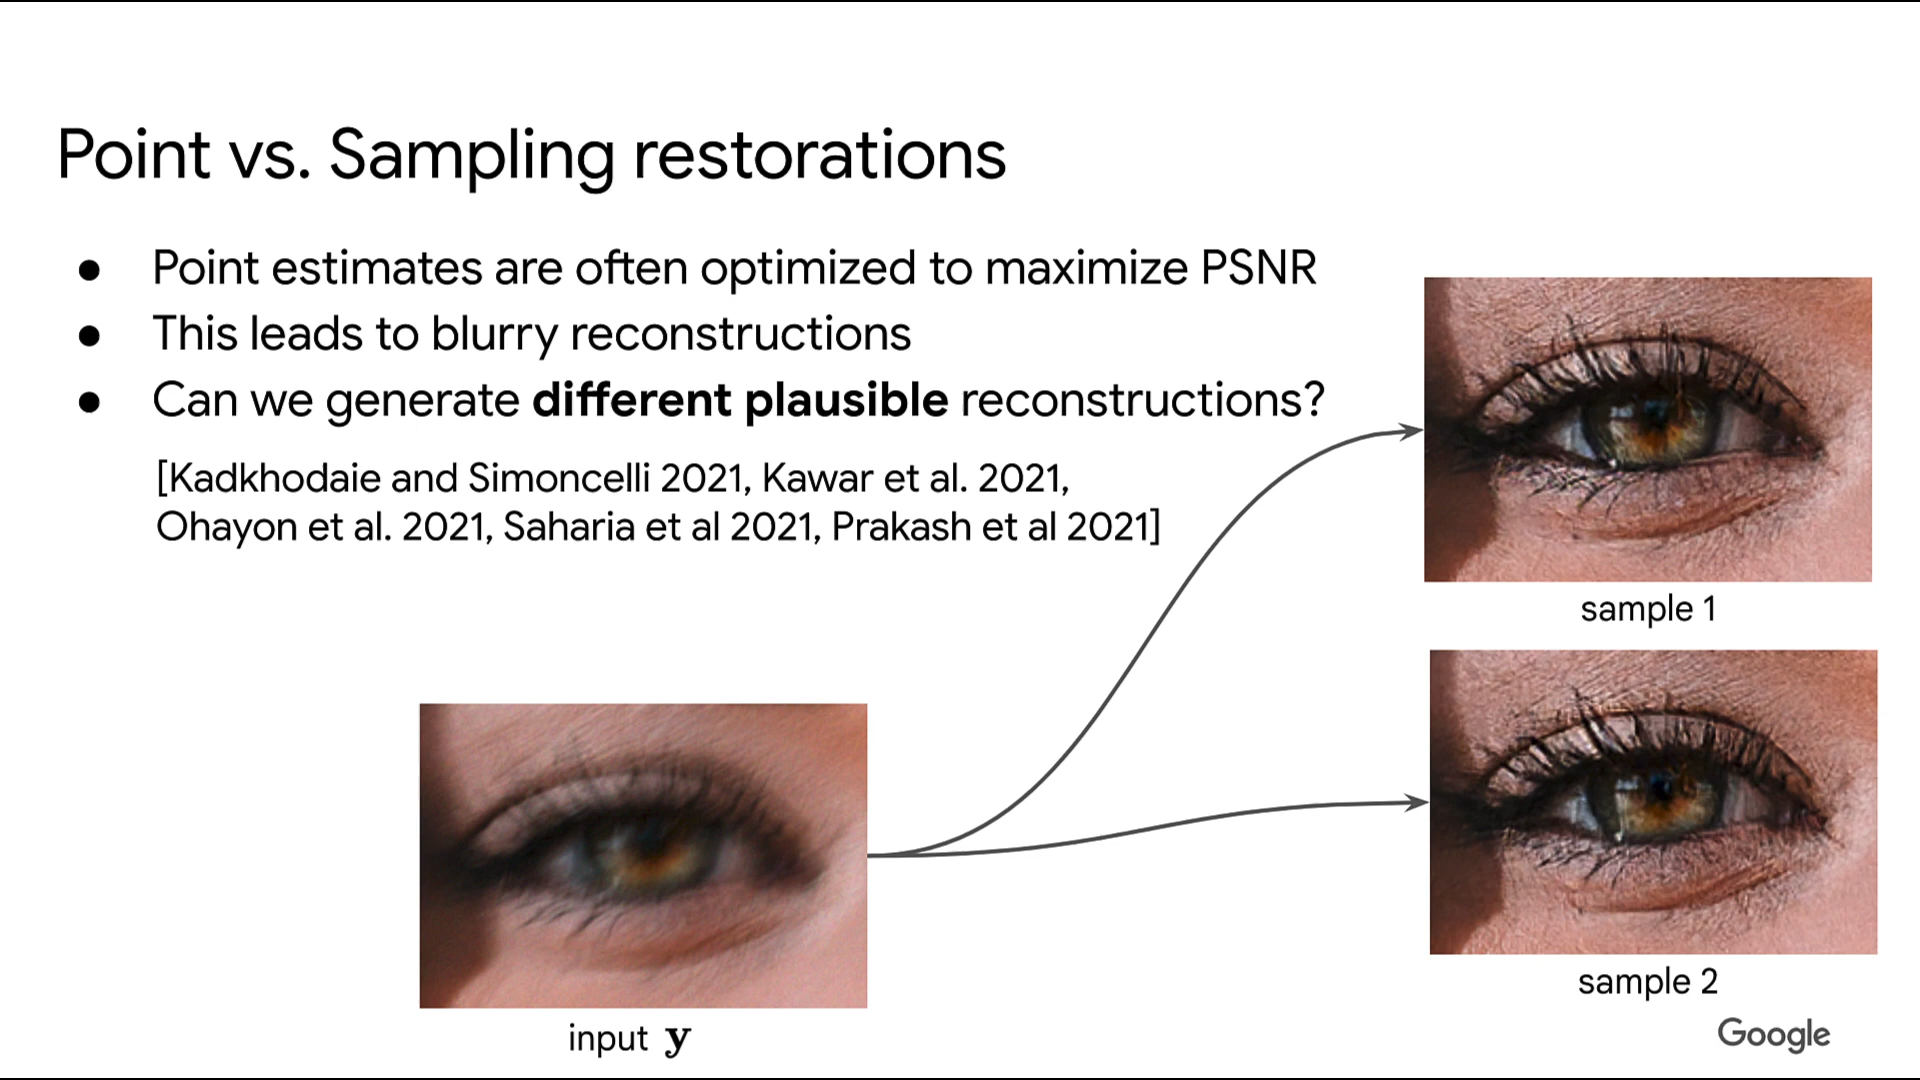 Point vs. Sampling restorations
● Point estimates are often optimized to maximize PSNR
● This leads to blurry reconstructions
● Can we generate different plausible reconstructions?
[Kadkhodaie and Simoncelli 2021, Kawar et al. 2021,
Ohayon et al. 2021, Saharia et al 2021, Prakash et al 2021]
sample 1
sample 2
input y
Google